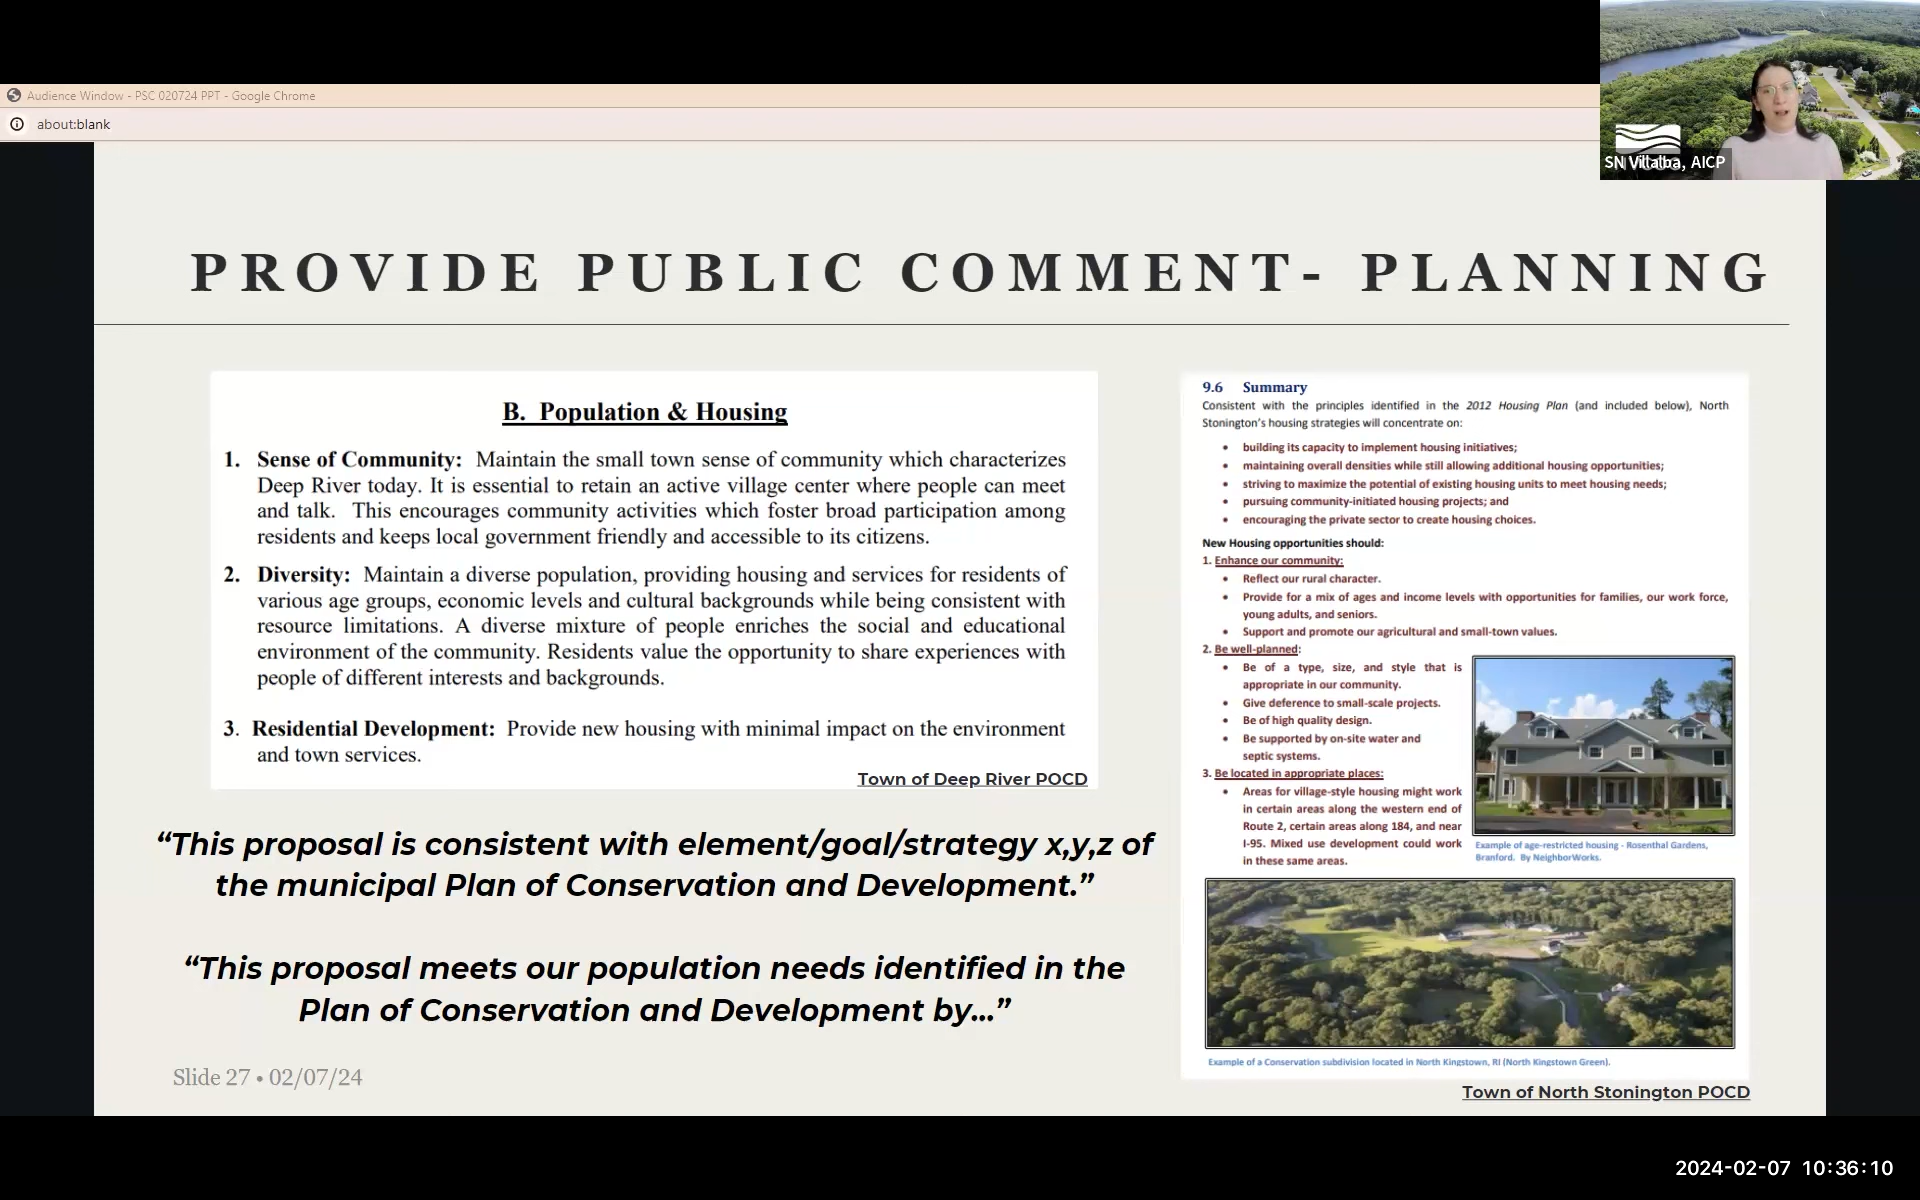 Audience Window - PSC 020724 PPT - Google Chrome
about:blank
SN Villalba, AICP
PROVIDE PUBLIC COMMENT- PLANNING
B. Population & Housing
1. Sense of Community: Maintain the small town sense of community which characterizes
Deep River today. It is essential to retain an active village center where people can meet
and talk. This encourages community activities which foster broad participation among
residents and keeps local government friendly and accessible to its citizens.
2. Diversity: Maintain a diverse population, providing housing and services for residents of
various age groups, economic levels and cultural backgrounds while being consistent with
resource limitations. A diverse mixture of people enriches the social and educational
environment of the community. Residents value the opportunity to share experiences with
people of different interests and backgrounds.
3. Residential Development: Provide new housing with minimal impact on the environment
and town services.
Town of Deep River POCD
“This proposal is consistent with element/goal/strategy x,y,z of
the municipal Plan of Conservation and Development.”
“This proposal meets our population needs identified in the
Plan of Conservation and Development by...”
Slide 27 • 02/07/24
9.6 Summary
Consistent with the principles identified in the 2012 Housing Plan (and included below), North
Stonington's housing strategies will concentrate on:
• building its capacity to implement housing initiatives;
• maintaining overall densities while still allowing additional housing opportunities;
• striving to maximize the potential of existing housing units to meet housing needs;
• pursuing community-initiated housing projects; and
• encouraging the private sector to create housing choices.
New Housing opportunities should:
1. Enhance our community:
• Reflect our rural character.
• Provide for a mix of ages and income levels with opportunities for families, our work force,
young adults, and seniors.
• Support and promote our agricultural and small-town values.
2. Be well-planned:
• Be of a type, size, and style that is
appropriate in our community.
• Give deference to small-scale projects.
• Be of high quality design.
• Be supported by on-site water and
septic systems.
3. Be located in appropriate places:
• Areas for village-style housing might work
in certain areas along the western end of
Route 2, certain areas along 184, and near
I-95. Mixed use development could work
in these same areas.
Example of age-restricted housing - Rosenthal Gardens,
Branford. By NeighborWorks.
Example of a Conservation subdivision located in North Kingstown, RI (North Kingstown Green).
Town of North Stonington POCD
2024-02-07 10:36:10